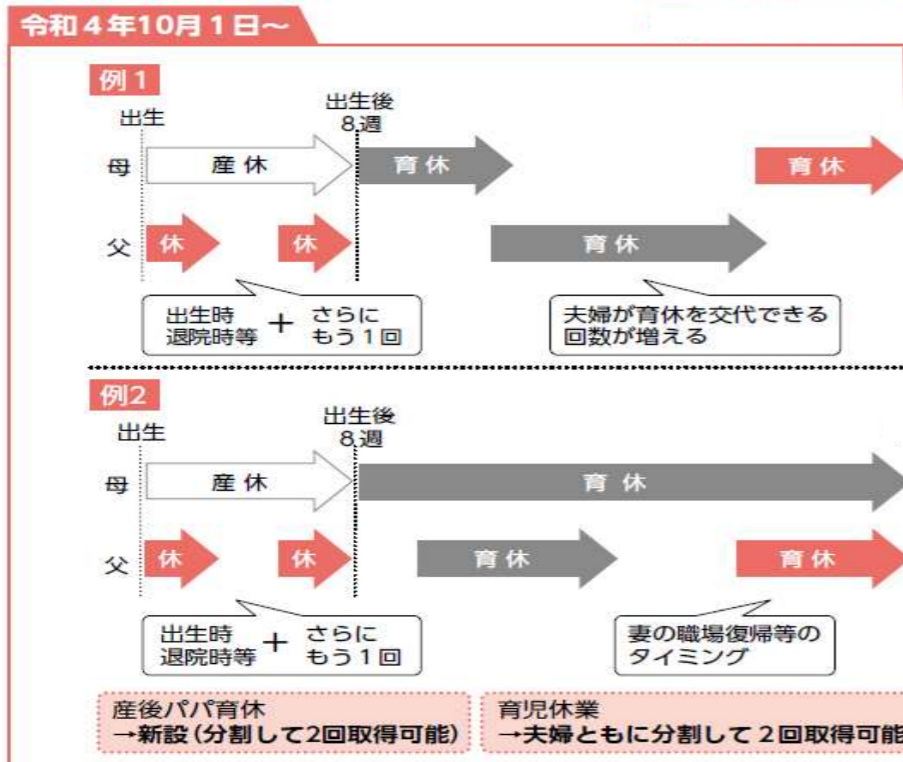 令和４年10月１日～
例１
出生
出生後
８週
母
産休
育休
育休
父
休
休
育休
出生時
退院時等
＋
さらに
もう１回
夫婦が育休を交代できる
回数が増える
例2
出生
出生後
８週
母
産休
育休
父
休
休
育休
育休
出生時
退院時等
＋
さらに
もう１回
妻の職場復帰等の
タイミング
産後パパ育休
→新設（分割して2回取得可能）
育児休業
→夫婦ともに分割して２回取得可能